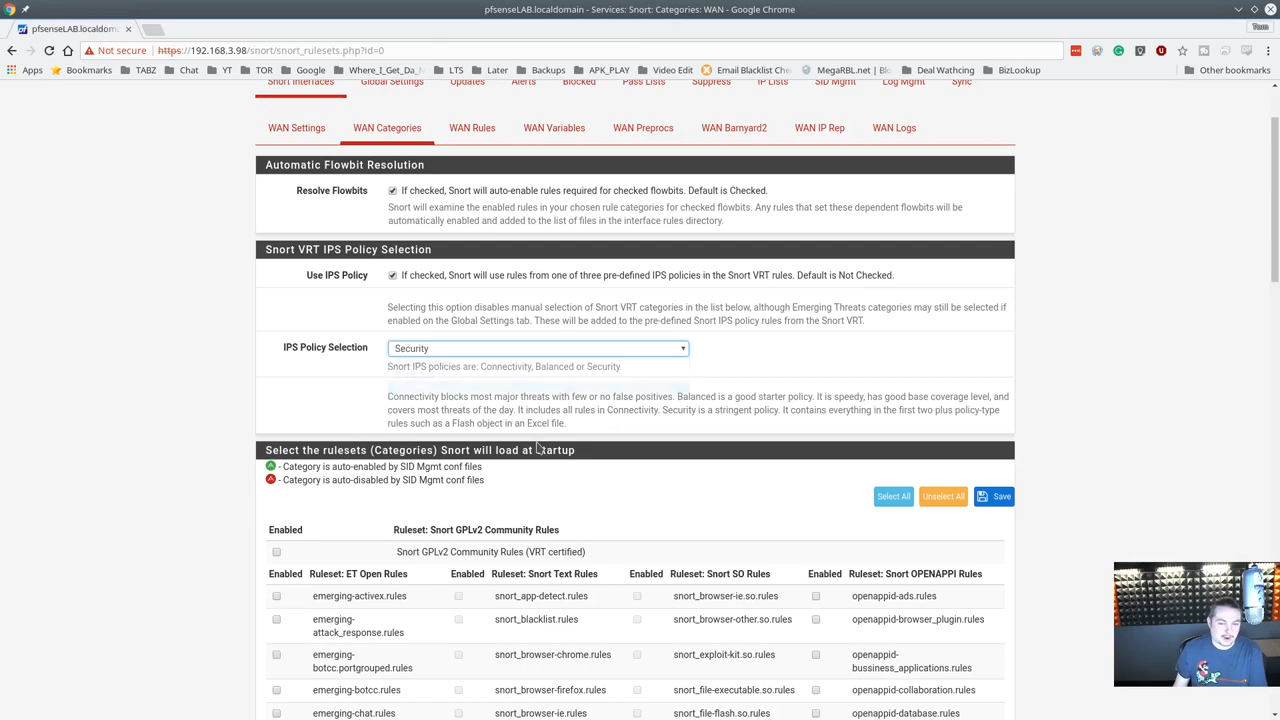 pfsenseLAB.localdomain - Services: Snort: Categories: WAN - Google Chrome
pfsenseLAB.localdom
Tom
Not secure https://192.168.3.98/snort/snort_rulesets.php?id=0
Apps Bookmarks TABZ Chat YT TOR Google Where_I_Get_Da_ LTS Later Backups APK_PLAY Video Edit Email Blacklist Che MegaRBL.net | Blo Deal Wathcing BizLookup Other bookmarks
Snort Interfaces Global Settings Updates Alerts Blocked Pass Lists Suppress IP Lists SID Mgmt Log Mgmt Sync
WAN Settings WAN Categories WAN Rules WAN Variables WAN Preprocs WAN Barnyard2 WAN IP Rep WAN Logs
Automatic Flowbit Resolution
Resolve Flowbits If checked, Snort will auto-enable rules required for checked flowbits. Default is Checked.
Snort will examine the enabled rules in your chosen rule categories for checked flowbits. Any rules that set these dependent flowbits will be
automatically enabled and added to the list of files in the interface rules directory.
Snort VRT IPS Policy Selection
Use IPS Policy If checked, Snort will use rules from one of three pre-defined IPS policies in the Snort VRT rules. Default is Not Checked.
Selecting this option disables manual selection of Snort VRT categories in the list below, although Emerging Threats categories may still be selected if
enabled on the Global Settings tab. These will be added to the pre-defined Snort IPS policy rules from the Snort VRT.
IPS Policy Selection Security
Snort IPS policies are: Connectivity, Balanced or Security.
Connectivity blocks most major threats with few or no false positives. Balanced is a good starter policy. It is speedy, has good base coverage level, and
covers most threats of the day. It includes all rules in Connectivity. Security is a stringent policy. It contains everything in the first two plus policy-type
rules such as a Flash object in an Excel file.
Select the rulesets (Categories) Snort will load at startup
- Category is auto-enabled by SID Mgmt conf files
- Category is auto-disabled by SID Mgmt conf files
Select All Unselect All Save
Enabled Ruleset: Snort GPLv2 Community Rules
Snort GPLv2 Community Rules (VRT certified)
Enabled Ruleset: ET Open Rules Enabled Ruleset: Snort Text Rules Enabled Ruleset: Snort SO Rules Enabled Ruleset: Snort OPENAPPI Rules
emerging-activex.rules snort_app-detect.rules snort_browser-ie.so.rules openappid-ads.rules
emerging- snort_blacklist.rules snort_browser-other.so.rules openappid-browser_plugin.rules
attack_response.rules
emerging- snort_browser-chrome.rules snort_exploit-kit.so.rules openappid-
botcc.portgrouped.rules bussiness_applications.rules
emerging-botcc.rules snort_browser-firefox.rules snort_file-executable.so.rules openappid-collaboration.rules
emerging-chat.rules snort_browser-ie.rules snort_file-flash.so.rules openappid-database.rules